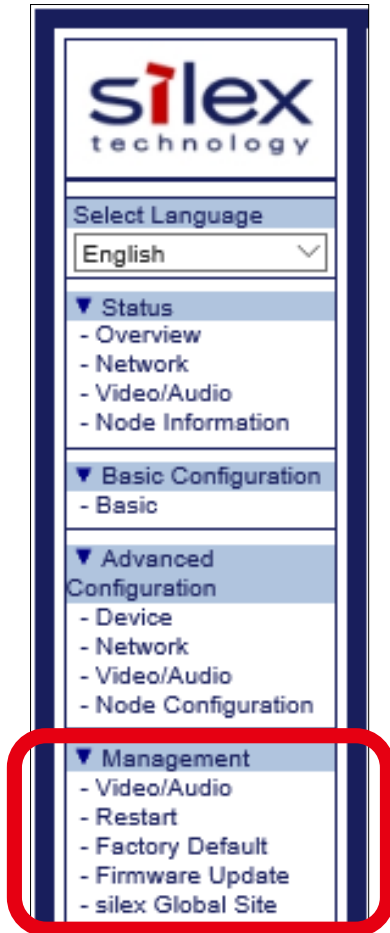 silex
technology
Select Language
English
▼ Status
- Overview
- Network
- Video/Audio
- Node Information
▼ Basic Configuration
- Basic
▼ Advanced
Configuration
- Device
- Network
- Video/Audio
- Node Configuration
▼ Management
- Video/Audio
- Restart
- Factory Default
- Firmware Update
- silex Global Site